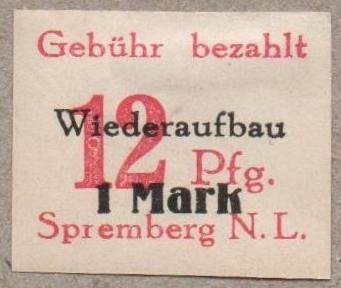 Gebühr bezahlt
Wiederaufbau
12 Pfg.
1 Mark
Spremberg N.L.